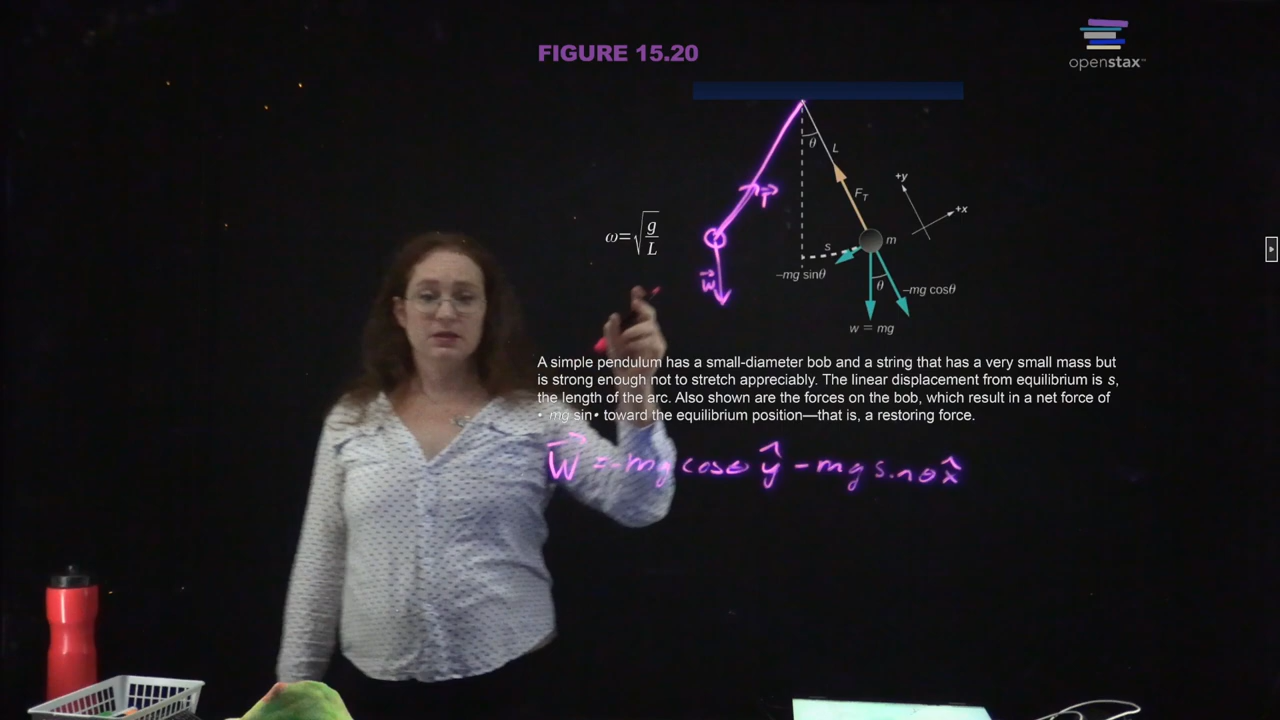 FIGURE 15.20
openstax™
θ
L
+y
F_T
T⃗
+x
ω=√(g/L)
s
m
−mg sinθ
w⃗
θ
−mg cosθ
w = mg
A simple pendulum has a small-diameter bob and a string that has a very small mass but
is strong enough not to stretch appreciably. The linear displacement from equilibrium is s,
the length of the arc. Also shown are the forces on the bob, which result in a net force of
• mg sin• toward the equilibrium position—that is, a restoring force.
W⃗ = -mg cosθ ŷ - mg sinθ x̂